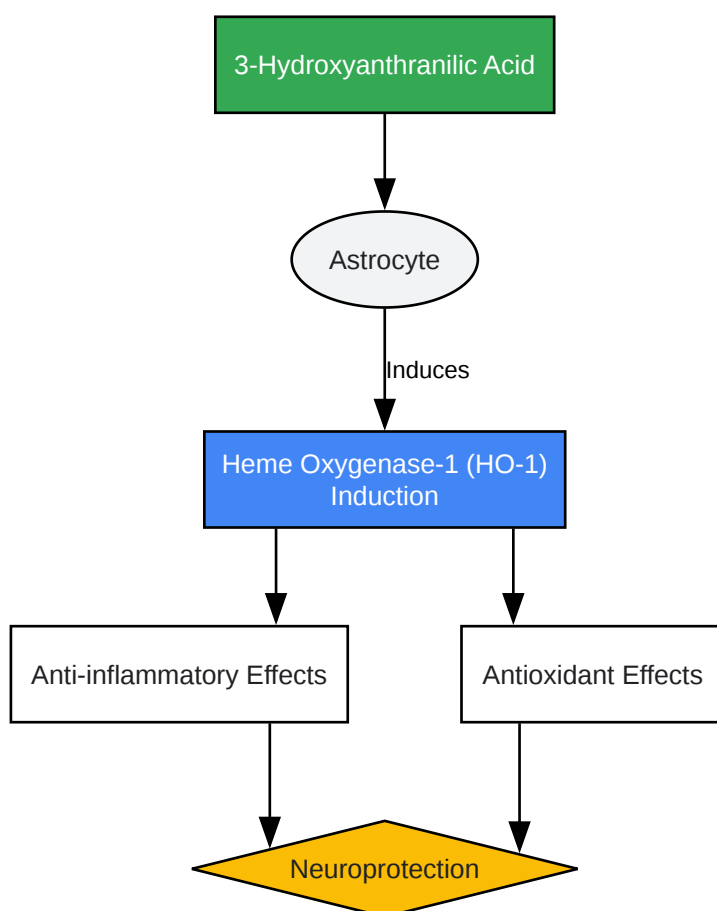 3-Hydroxyanthranilic Acid
Astrocyte
Induces
Heme Oxygenase-1 (HO-1)
Induction
Anti-inflammatory Effects
Antioxidant Effects
Neuroprotection